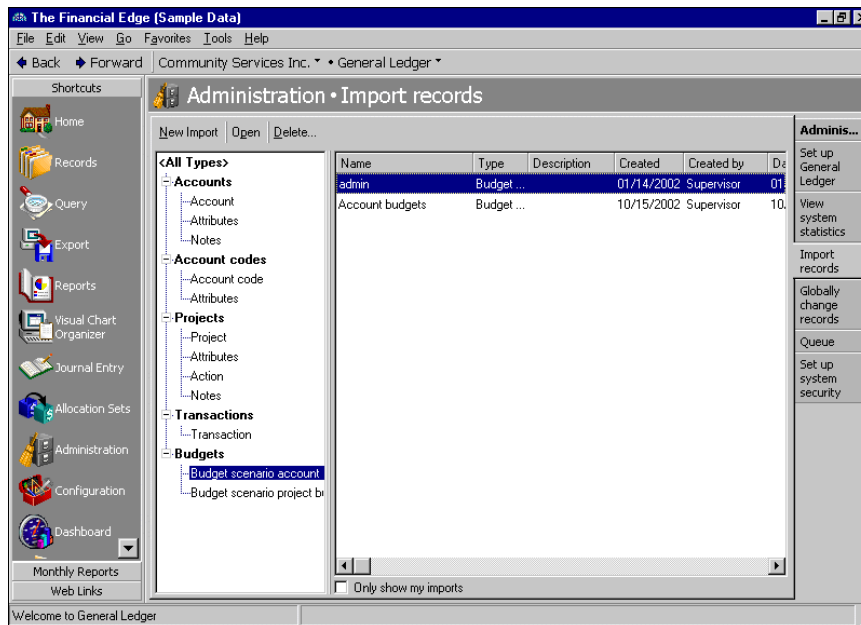 The Financial Edge (Sample Data)
File Edit View Go Favorites Tools Help
Back Forward Community Services Inc. • General Ledger
Shortcuts
Home
Records
Query
Export
Reports
Visual Chart Organizer
Journal Entry
Allocation Sets
Administration
Configuration
Dashboard
Monthly Reports
Web Links
Administration • Import records
New Import Open Delete...
<All Types>
Accounts
Account
Attributes
Notes
Account codes
Account code
Attributes
Projects
Project
Attributes
Action
Notes
Transactions
Transaction
Budgets
Budget scenario account
Budget scenario project
Name Type Description Created Created by
admin Budget ... 01/14/2002 Supervisor 01
Account budgets Budget ... 10/15/2002 Supervisor 10
Only show my imports
Adminis...
Set up
General
Ledger
View
system
statistics
Import
records
Globally
change
records
Queue
Set up
system
security
Welcome to General Ledger